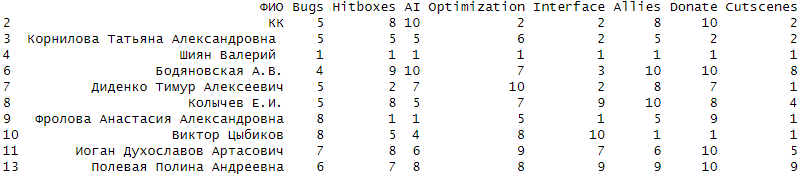 ФИО Bugs Hitboxes AI Optimization Interface Allies Donate Cutscenes
2 КК 5 8 10 2 2 8 10 2
3 Корнилова Татьяна Александровна 5 5 5 6 2 5 2 2
4 Шиян Валерий 1 1 1 1 1 1 1 1
6 Бодяновская А.В. 4 9 10 7 3 10 10 8
7 Диденко Тимур Алексеевич 5 2 7 10 2 8 7 1
8 Колычев Е.И. 5 8 5 7 9 10 8 4
9 Фролова Анастасия Александровна 8 1 1 5 1 5 9 1
10 Виктор Цыбиков 8 5 4 8 10 1 1 1
11 Иоган Духославов Артасович 7 8 6 9 7 6 10 5
13 Полевая Полина Андреевна 6 7 8 8 9 9 10 9